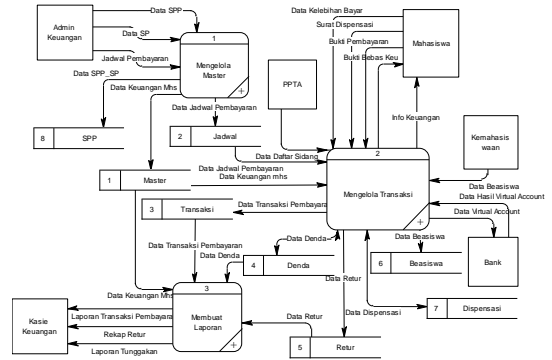 Data SPP
Data Kelebihan Bayar
Admin
Keuangan
Data SP
Surat Dispensasi
1
Mahasiswa
Bukti Pembayaran
Jadwal Pembayaran
Bukti Bebas Keu
Mengelola
Master
Data SPP_SP
PPTA
Data Keuangan Mhs
Data Jadwal Pembayaran
Info Keuangan
8
SPP
2
Jadwal
Kemahasis
waan
2
Data Daftar Sidang
Data Jadwal Pembayaran
Data Keuangan mhs
1
Master
Mengelola Transaksi
Data Beasiswa
Data Hasil Virtual Account
3
Transaksi
Data Transaksi Pembayara
Data Virtual Account
Data Beasiswa
Data Denda
Data Transaksi Pembayaran
Data Denda
4
Denda
6
Beasiswa
Bank
Data Retur
3
Data Keuangan Mhs
Membuat
Laporan
Kasie
Keuangan
Laporan Transaksi Pembayara
Data Retur
Data Dispensasi
7
Dispensasi
Rekap Retur
Laporan Tunggakan
5
Retur